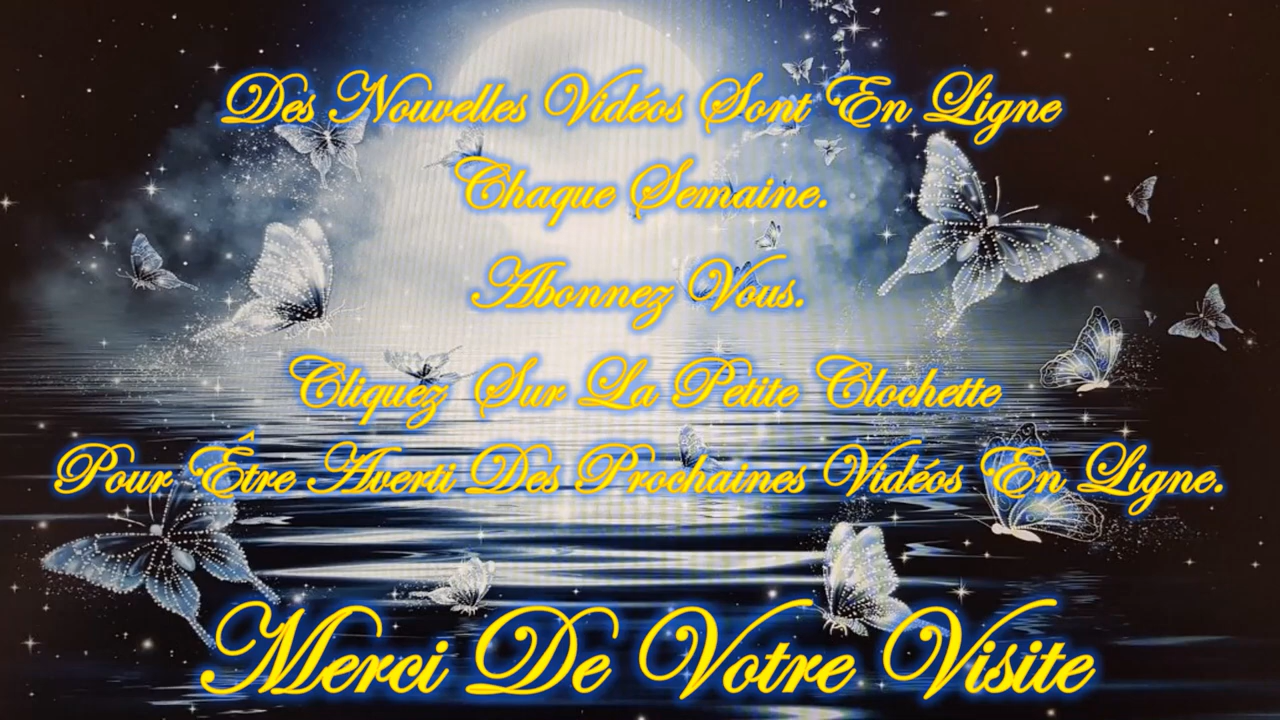 Des Nouvelles Vidéos Sont En Ligne
Chaque Semaine.
Abonnez Vous.
Cliquez Sur La Petite Clochette
Pour Être Averti Des Prochaines Vidéos En Ligne.
Merci De Votre Visite